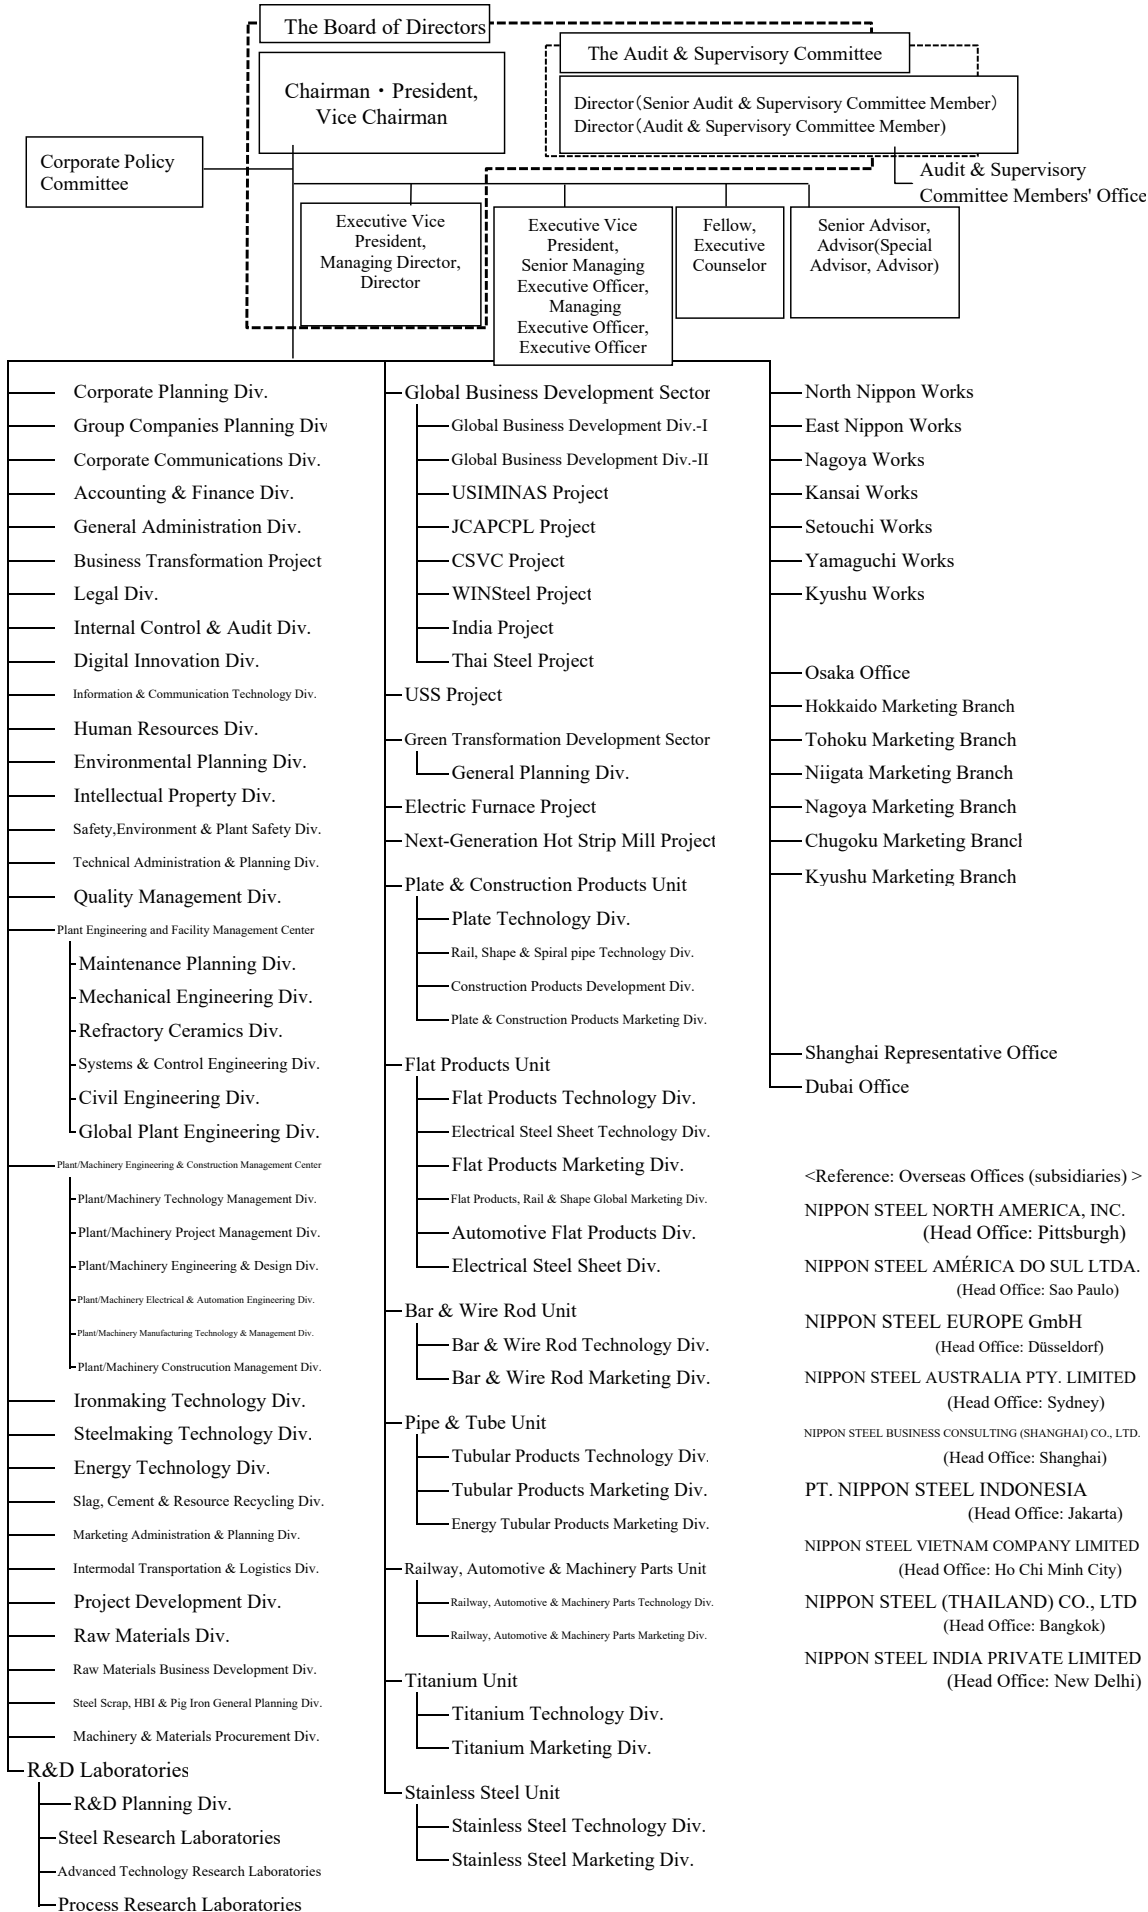 The Board of Directors
The Audit & Supervisory Committee
Chairman・President,
Vice Chairman
Director（Senior Audit & Supervisory Committee Member）
Director（Audit & Supervisory Committee Member)
Corporate Policy
Committee
Audit & Supervisory
Committee Members' Office
Executive Vice
President,
Managing Director,
Director
Executive Vice
President,
Senior Managing
Executive Officer,
Managing
Executive Officer,
Executive Officer
Fellow,
Executive
Counselor
Senior Advisor,
Advisor(Special
Advisor, Advisor)
Corporate Planning Div.
Group Companies Planning Div
Corporate Communications Div.
Accounting & Finance Div.
General Administration Div.
Business Transformation Project
Legal Div.
Internal Control & Audit Div.
Digital Innovation Div.
Information & Communication Technology Div.
Human Resources Div.
Environmental Planning Div.
Intellectual Property Div.
Safety,Environment & Plant Safety Div.
Technical Administration & Planning Div.
Quality Management Div.
Plant Engineering and Facility Management Center
Maintenance Planning Div.
Mechanical Engineering Div.
Refractory Ceramics Div.
Systems & Control Engineering Div.
Civil Engineering Div.
Global Plant Engineering Div.
Plant/Machinery Engineering & Construction Management Center
Plant/Machinery Technology Management Div.
Plant/Machinery Project Management Div.
Plant/Machinery Engineering & Design Div.
Plant/Machinery Electrical & Automation Engineering Div.
Plant/Machinery Manufacturing Technology & Management Div.
Plant/Machinery Construcution Management Div.
Ironmaking Technology Div.
Steelmaking Technology Div.
Energy Technology Div.
Slag, Cement & Resource Recycling Div.
Marketing Administration & Planning Div.
Intermodal Transportation & Logistics Div.
Project Development Div.
Raw Materials Div.
Raw Materials Business Development Div.
Steel Scrap, HBI & Pig Iron General Planning Div.
Machinery & Materials Procurement Div.
R&D Laboratories
R&D Planning Div.
Steel Research Laboratories
Advanced Technology Research Laboratories
Process Research Laboratories
Global Business Development Sector
Global Business Development Div.-I
Global Business Development Div.-II
USIMINAS Project
JCAPCPL Project
CSVC Project
WINSteel Project
India Project
Thai Steel Project
USS Project
Green Transformation Development Sector
General Planning Div.
Electric Furnace Project
Next-Generation Hot Strip Mill Project
Plate & Construction Products Unit
Plate Technology Div.
Rail, Shape & Spiral pipe Technology Div.
Construction Products Development Div.
Plate & Construction Products Marketing Div.
Flat Products Unit
Flat Products Technology Div.
Electrical Steel Sheet Technology Div.
Flat Products Marketing Div.
Flat Products, Rail & Shape Global Marketing Div.
Automotive Flat Products Div.
Electrical Steel Sheet Div.
Bar & Wire Rod Unit
Bar & Wire Rod Technology Div.
Bar & Wire Rod Marketing Div.
Pipe & Tube Unit
Tubular Products Technology Div.
Tubular Products Marketing Div.
Energy Tubular Products Marketing Div.
Railway, Automotive & Machinery Parts Unit
Railway, Automotive & Machinery Parts Technology Div.
Railway, Automotive & Machinery Parts Marketing Div.
Titanium Unit
Titanium Technology Div.
Titanium Marketing Div.
Stainless Steel Unit
Stainless Steel Technology Div.
Stainless Steel Marketing Div.
North Nippon Works
East Nippon Works
Nagoya Works
Kansai Works
Setouchi Works
Yamaguchi Works
Kyushu Works
Osaka Office
Hokkaido Marketing Branch
Tohoku Marketing Branch
Niigata Marketing Branch
Nagoya Marketing Branch
Chugoku Marketing Branch
Kyushu Marketing Branch
Shanghai Representative Office
Dubai Office
<Reference: Overseas Offices (subsidiaries) >
NIPPON STEEL NORTH AMERICA, INC.
(Head Office: Pittsburgh)
NIPPON STEEL AMÉRICA DO SUL LTDA.
(Head Office: Sao Paulo)
NIPPON STEEL EUROPE GmbH
(Head Office: Düsseldorf)
NIPPON STEEL AUSTRALIA PTY. LIMITED
(Head Office: Sydney)
NIPPON STEEL BUSINESS CONSULTING (SHANGHAI) CO., LTD.
(Head Office: Shanghai)
PT. NIPPON STEEL INDONESIA
(Head Office: Jakarta)
NIPPON STEEL VIETNAM COMPANY LIMITED
(Head Office: Ho Chi Minh City)
NIPPON STEEL (THAILAND) CO., LTD
(Head Office: Bangkok)
NIPPON STEEL INDIA PRIVATE LIMITED
(Head Office: New Delhi)